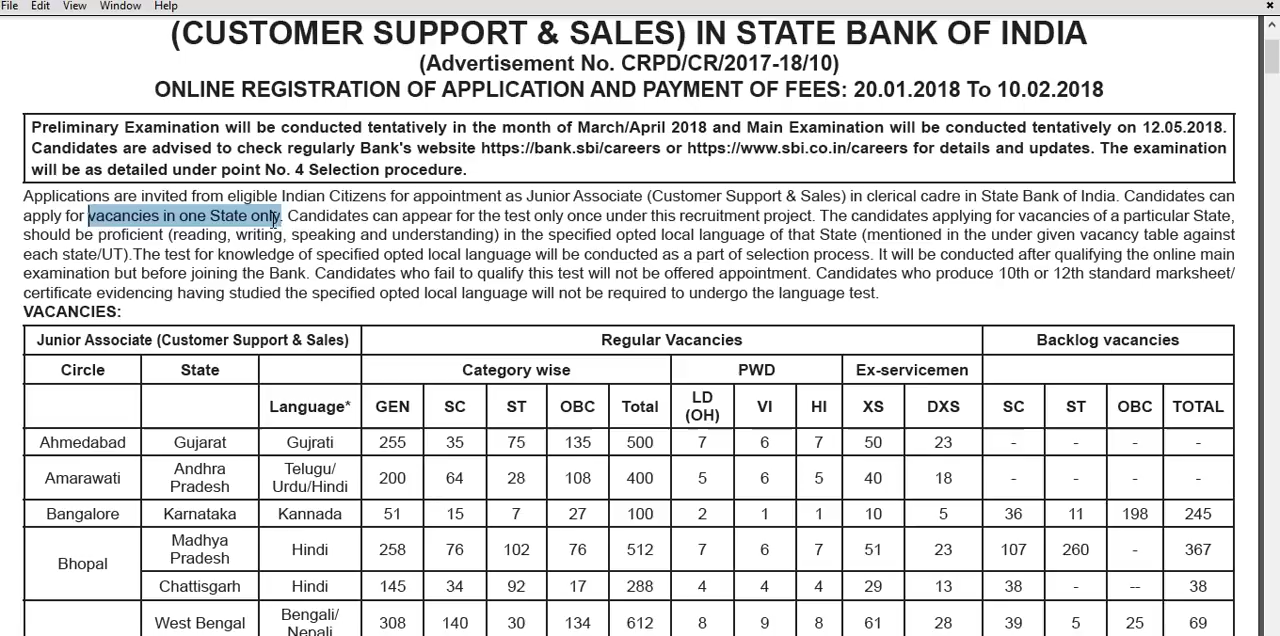 File Edit View Window Help
(CUSTOMER SUPPORT & SALES) IN STATE BANK OF INDIA
(Advertisement No. CRPD/CR/2017-18/10)
ONLINE REGISTRATION OF APPLICATION AND PAYMENT OF FEES: 20.01.2018 To 10.02.2018
Preliminary Examination will be conducted tentatively in the month of March/April 2018 and Main Examination will be conducted tentatively on 12.05.2018.
Candidates are advised to check regularly Bank's website https://bank.sbi/careers or https://www.sbi.co.in/careers for details and updates. The examination
will be as detailed under point No. 4 Selection procedure.
Applications are invited from eligible Indian Citizens for appointment as Junior Associate (Customer Support & Sales) in clerical cadre in State Bank of India. Candidates can
apply for vacancies in one State only. Candidates can appear for the test only once under this recruitment project. The candidates applying for vacancies of a particular State,
should be proficient (reading, writing, speaking and understanding) in the specified opted local language of that State (mentioned in the under given vacancy table against
each state/UT).The test for knowledge of specified opted local language will be conducted as a part of selection process. It will be conducted after qualifying the online main
examination but before joining the Bank. Candidates who fail to qualify this test will not be offered appointment. Candidates who produce 10th or 12th standard marksheet/
certificate evidencing having studied the specified opted local language will not be required to undergo the language test.
VACANCIES:
Junior Associate (Customer Support & Sales) Regular Vacancies Backlog vacancies
Circle State Category wise PWD Ex-servicemen
Language* GEN SC ST OBC Total LD (OH) VI HI XS DXS SC ST OBC TOTAL
Ahmedabad Gujarat Gujrati 255 35 75 135 500 7 6 7 50 23 - - - -
Amarawati Andhra Pradesh Telugu/ Urdu/Hindi 200 64 28 108 400 5 6 5 40 18 - - - -
Bangalore Karnataka Kannada 51 15 7 27 100 2 1 1 10 5 36 11 198 245
Bhopal Madhya Pradesh Hindi 258 76 102 76 512 7 6 7 51 23 107 260 - 367
Chattisgarh Hindi 145 34 92 17 288 4 4 4 29 13 38 - -- 38
West Bengal Bengali/ Nepali 308 140 30 134 612 8 9 8 61 28 39 5 25 69